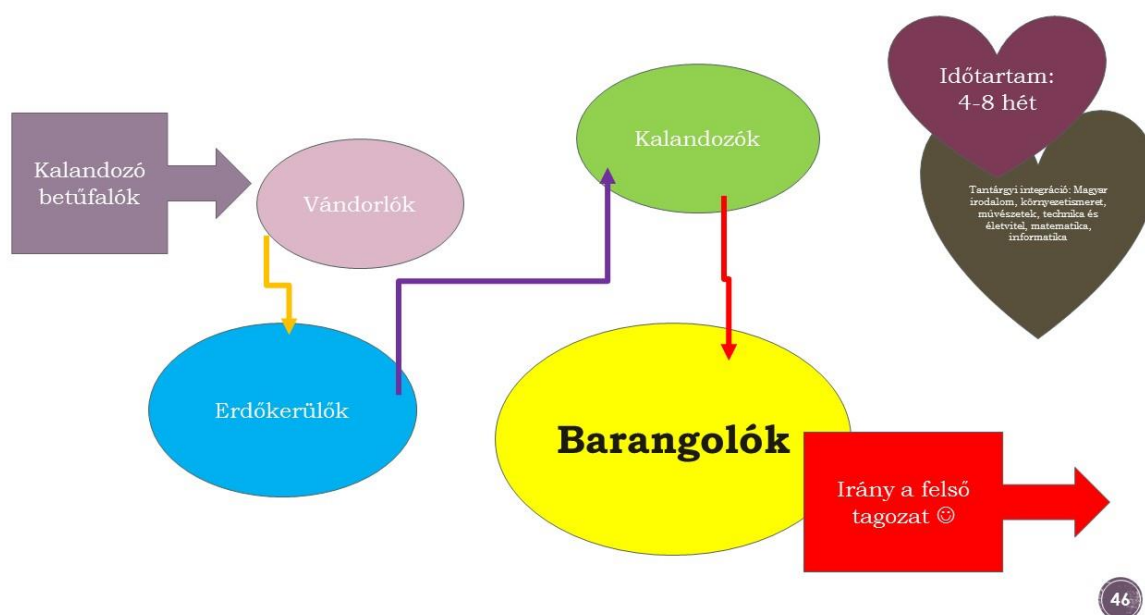 Időtartam:
4-8 hét
Kalandozók
Kalandozó
betűfalók
Vándorlók
Tantárgyi integráció: Magyar
irodalom, környezetismeret,
művészetek, technika és
életvitel, matematika,
informatika
Erdőkerülők
Barangolók
Irány a felső
tagozat ☺
46